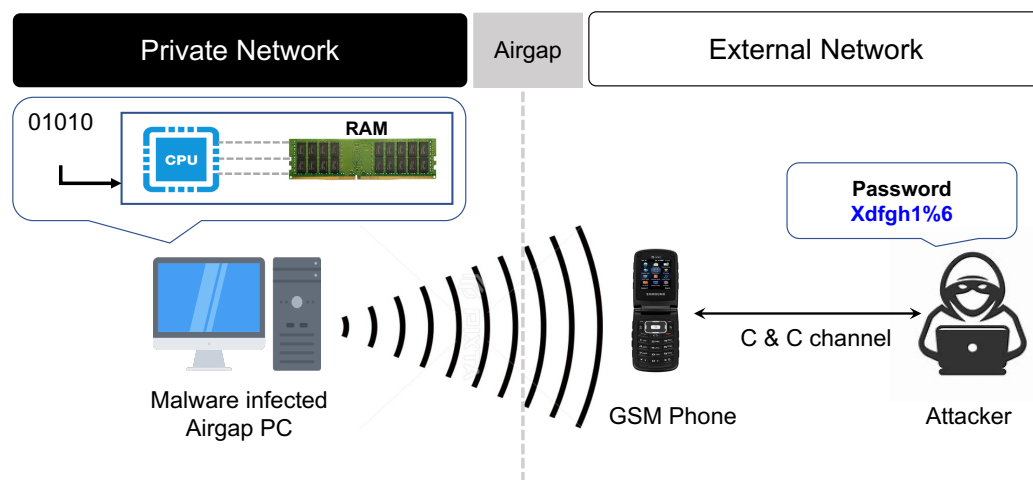 Private Network
Airgap
External Network
01010
CPU
RAM
Password
Xdfgh1%6
SAMSUNG
C & C channel
Malware infected
Airgap PC
GSM Phone
Attacker